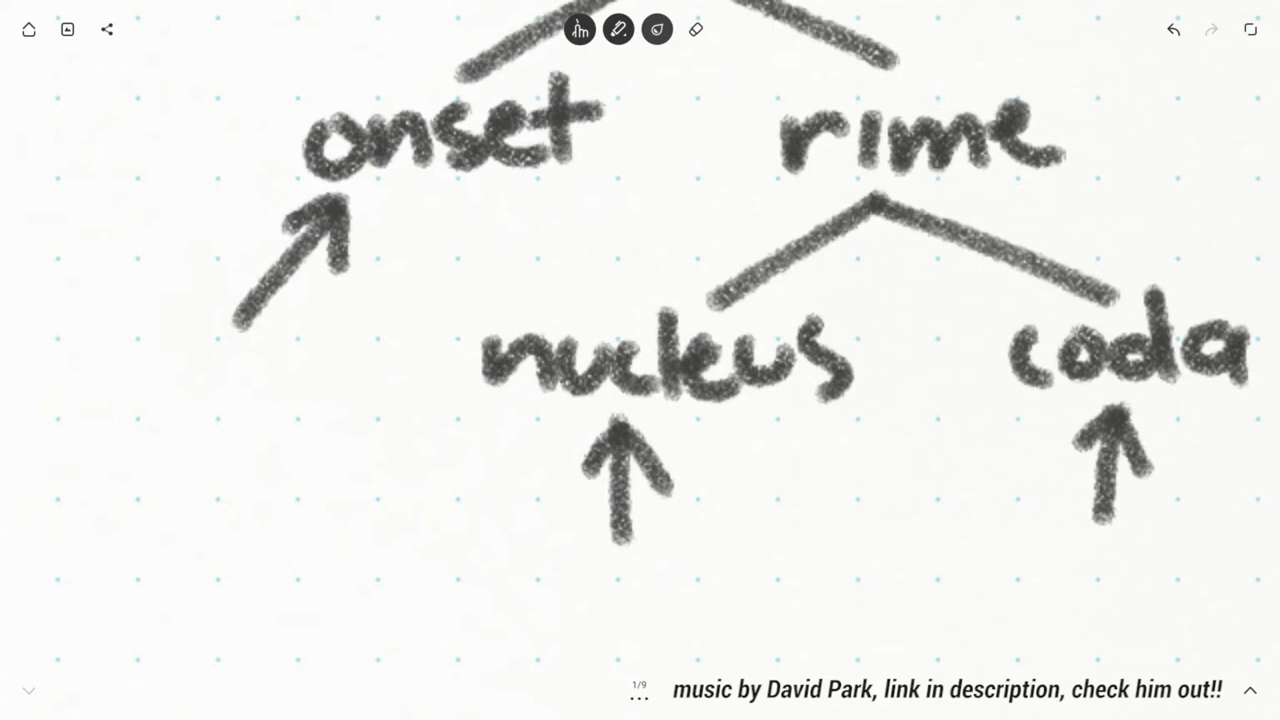 onset rime
nucleus coda
1/9
music by David Park, link in description, check him out!!